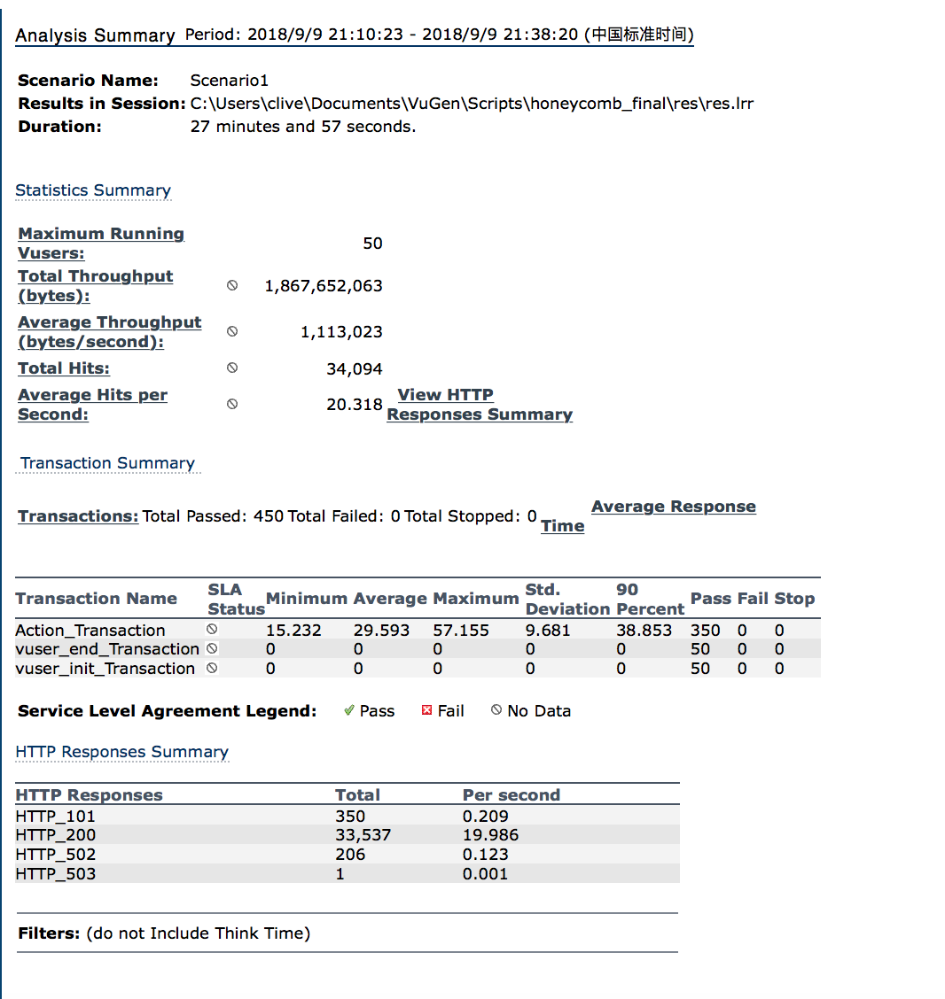 Analysis Summary Period: 2018/9/9 21:10:23 - 2018/9/9 21:38:20 (中国标准时间)
Scenario Name: Scenario1
Results in Session: C:\Users\clive\Documents\VuGen\Scripts\honeycomb_final\res\res.lrr
Duration: 27 minutes and 57 seconds.
Statistics Summary
Maximum Running
Vusers: 50
Total Throughput
(bytes): 1,867,652,063
Average Throughput
(bytes/second): 1,113,023
Total Hits: 34,094
Average Hits per
Second: 20.318 View HTTP
Responses Summary
Transaction Summary
Transactions: Total Passed: 450 Total Failed: 0 Total Stopped: 0 Average Response
Time
Transaction Name SLA
Status Minimum Average Maximum Std.
Deviation 90
Percent Pass Fail Stop
Action_Transaction 15.232 29.593 57.155 9.681 38.853 350 0 0
vuser_end_Transaction 0 0 0 0 0 50 0 0
vuser_init_Transaction 0 0 0 0 0 50 0 0
Service Level Agreement Legend: Pass Fail No Data
HTTP Responses Summary
HTTP Responses Total Per second
HTTP_101 350 0.209
HTTP_200 33,537 19.986
HTTP_502 206 0.123
HTTP_503 1 0.001
Filters: (do not Include Think Time)